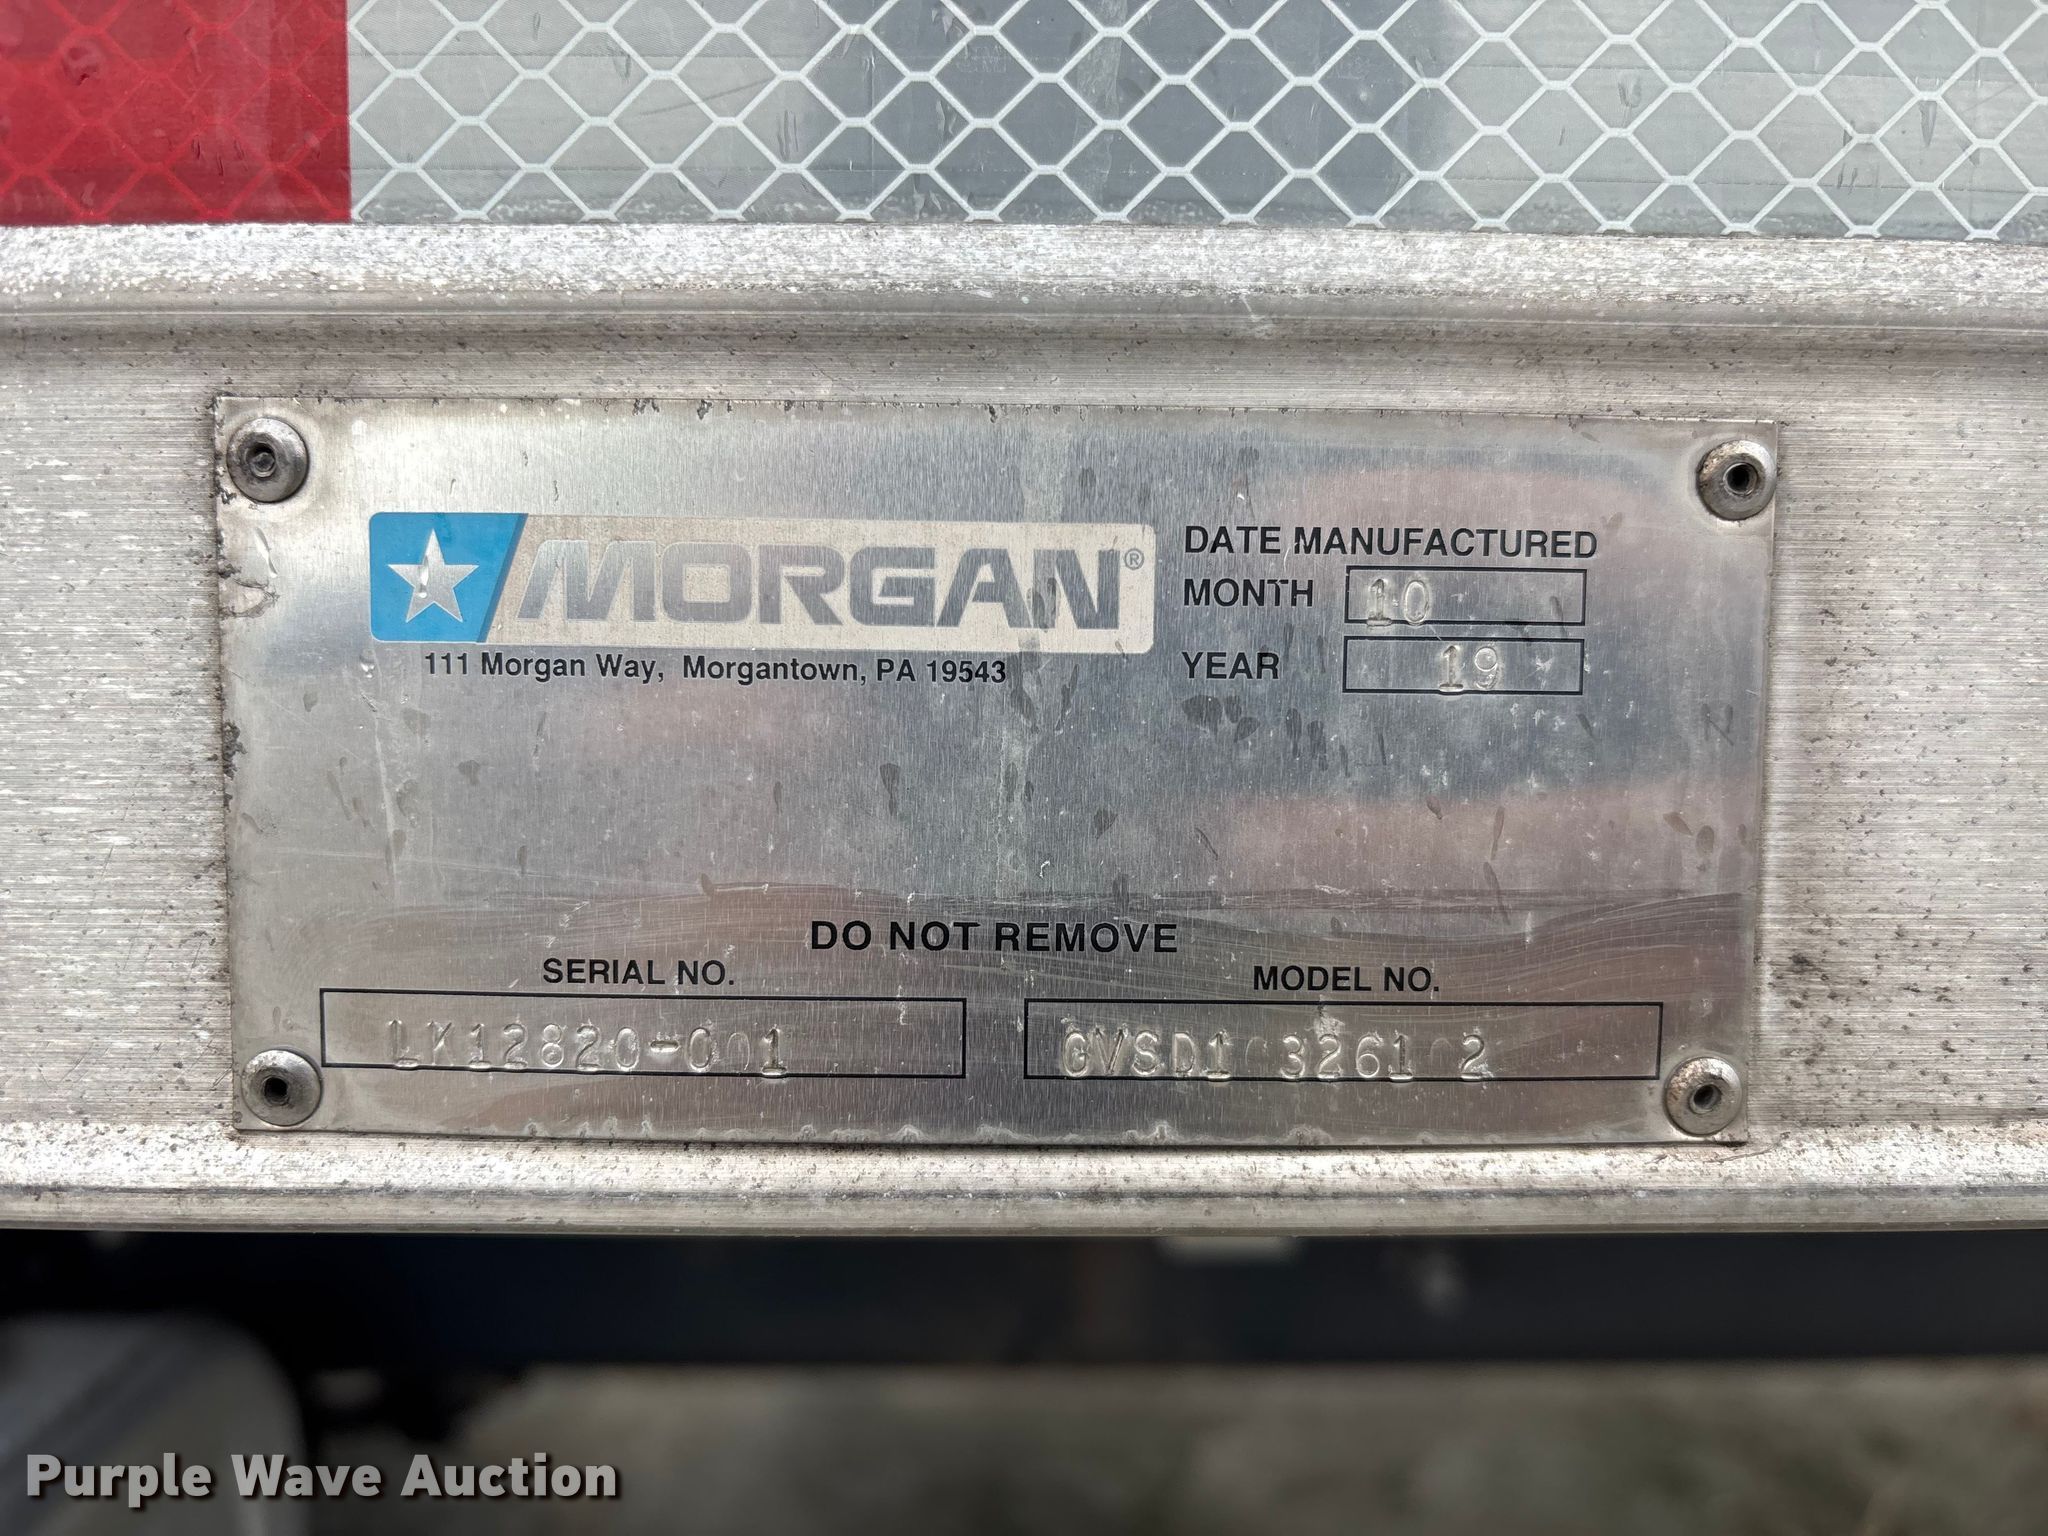 MORGAN®
111 Morgan Way, Morgantown, PA 19543
DATE MANUFACTURED
MONTH 10
YEAR 19
DO NOT REMOVE
SERIAL NO.
LK12820-001
MODEL NO.
GVSD10326102
Purple Wave Auction